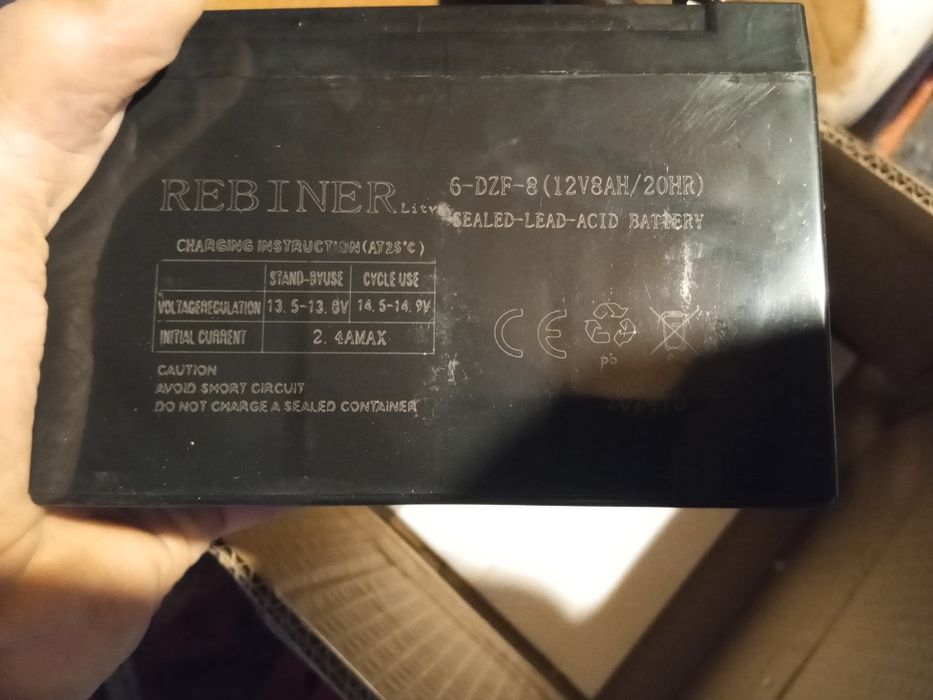 REBINER
6-DZF-8(12V8AH/20HR)
SEALED-LEAD-ACID BATTERY
CHARGING INSTRUCTION(AT25°C)
STAND-BYUSE CYCLE USE
VOLTAGEREGULATION 13.5-13.8V 14.5-14.9V
INITIAL CURRENT 2.4AMAX
CAUTION
AVOID SHORT CIRCUIT
DO NOT CHARGE A SEALED CONTAINER
CE
pb